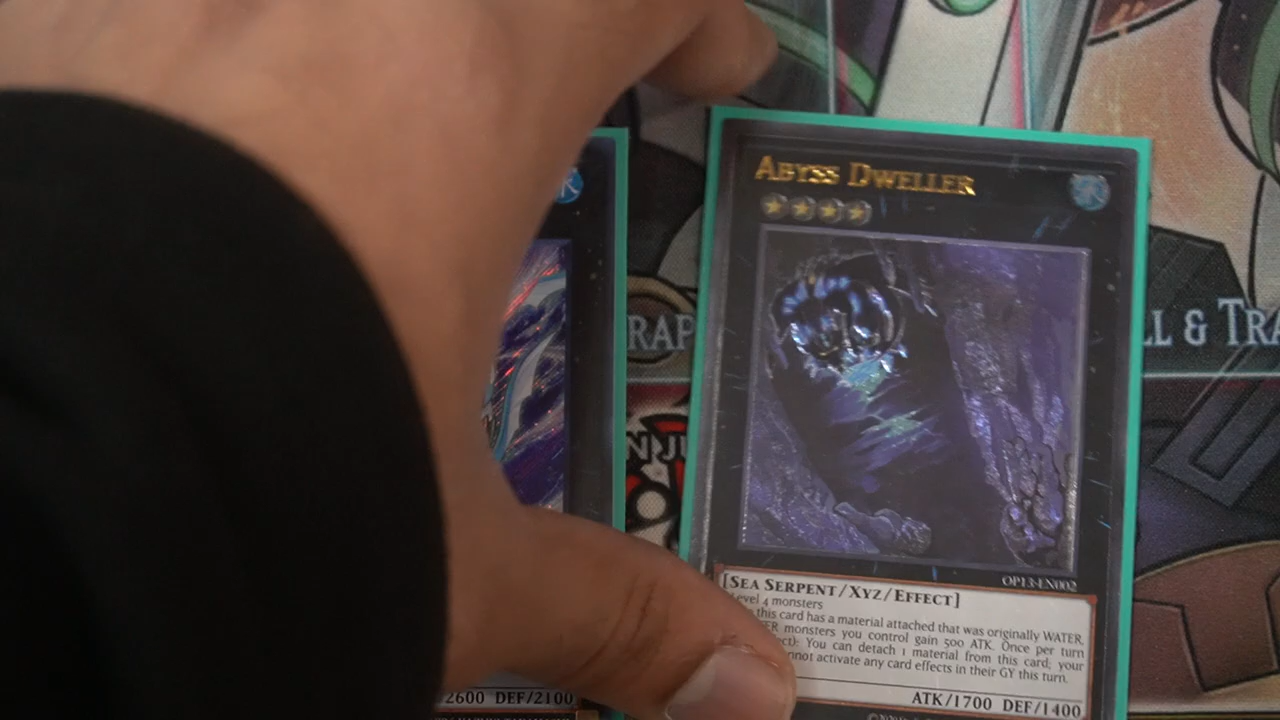 ABYSS DWELLER
RAP
LL & TRA
N JU
OP13-EN002
[SEA SERPENT/XYZ/EFFECT]
Level 4 monsters
this card has a material attached that was originally WATER,
monsters you control gain 500 ATK. Once per turn
You can detach 1 material from this card; your
cannot activate any card effects in their GY this turn.
ATK/1700 DEF/1400
2600 DEF/2100